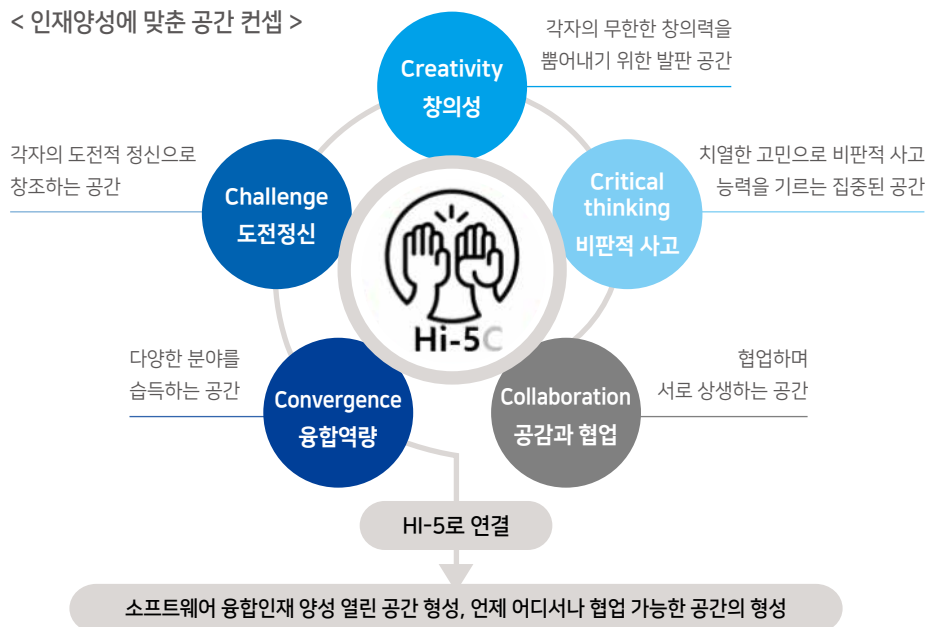 < 인재양성에 맞춘 공간 컨셉 >
각자의 무한한 창의력을
뿜어내기 위한 발판 공간
Creativity
창의성
각자의 도전적 정신으로
창조하는 공간
Challenge
도전정신
치열한 고민으로 비판적 사고
능력을 기르는 집중된 공간
Critical
thinking
비판적 사고
Hi-5C
다양한 분야를
습득하는 공간
Convergence
융합역량
협업하며
서로 상생하는 공간
Collaboration
공감과 협업
HI-5로 연결
소프트웨어 융합인재 양성 열린 공간 형성, 언제 어디서나 협업 가능한 공간의 형성